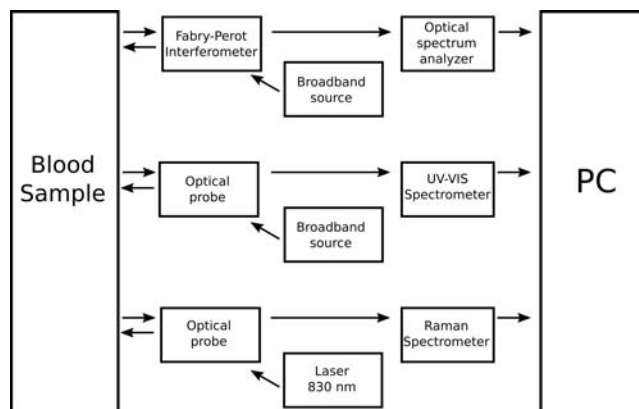 Blood
Sample
Fabry-Perot
Interferometer
Broadband
source
Optical
spectrum
analyzer
Optical
probe
Broadband
source
UV-VIS
Spectrometer
Optical
probe
Laser
830 nm
Raman
Spectrometer
PC